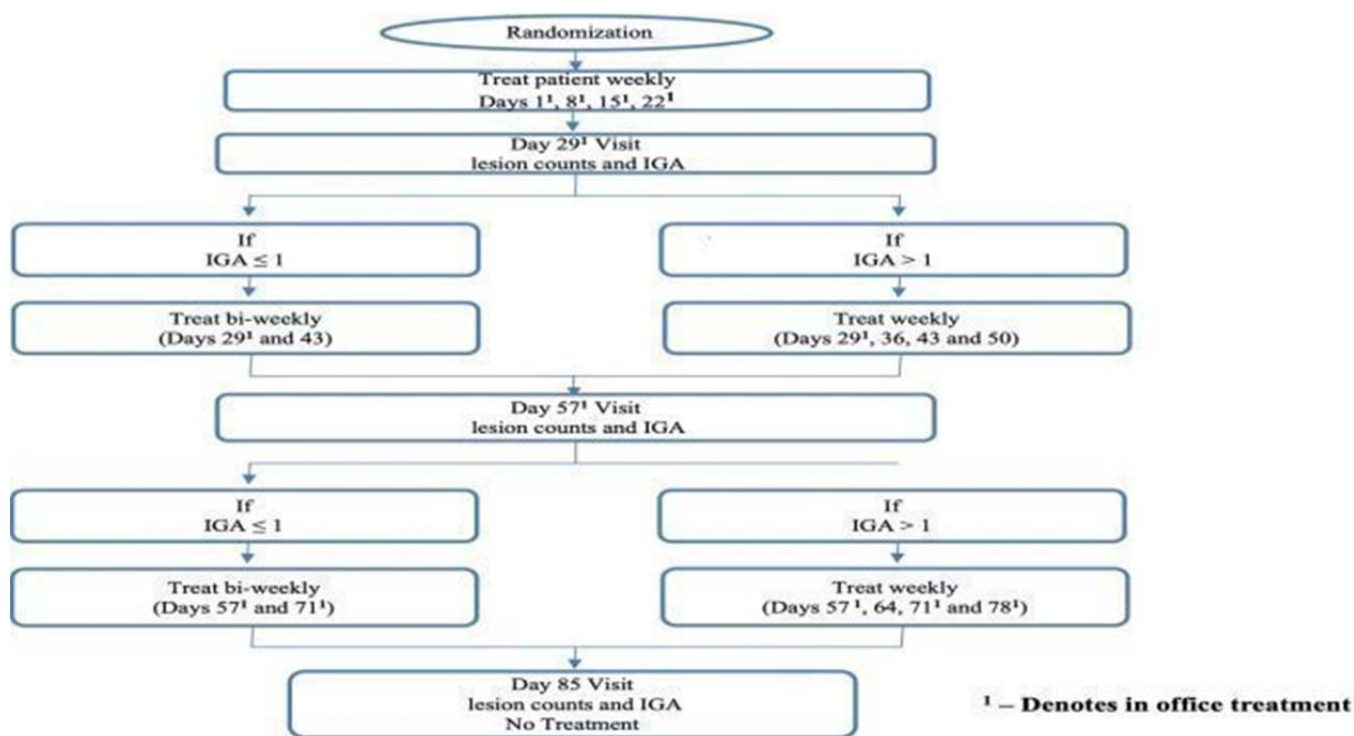 Randomization
Treat patient weekly
Days 1¹, 8¹, 15¹, 22¹
Day 29¹ Visit
lesion counts and IGA
If
IGA ≤ 1
If
IGA > 1
Treat bi-weekly
(Days 29¹ and 43)
Treat weekly
(Days 29¹, 36, 43 and 50)
Day 57¹ Visit
lesion counts and IGA
If
IGA ≤ 1
If
IGA > 1
Treat bi-weekly
(Days 57¹ and 71¹)
Treat weekly
(Days 57¹, 64, 71¹ and 78¹)
Day 85 Visit
lesion counts and IGA
No Treatment
¹ – Denotes in office treatment